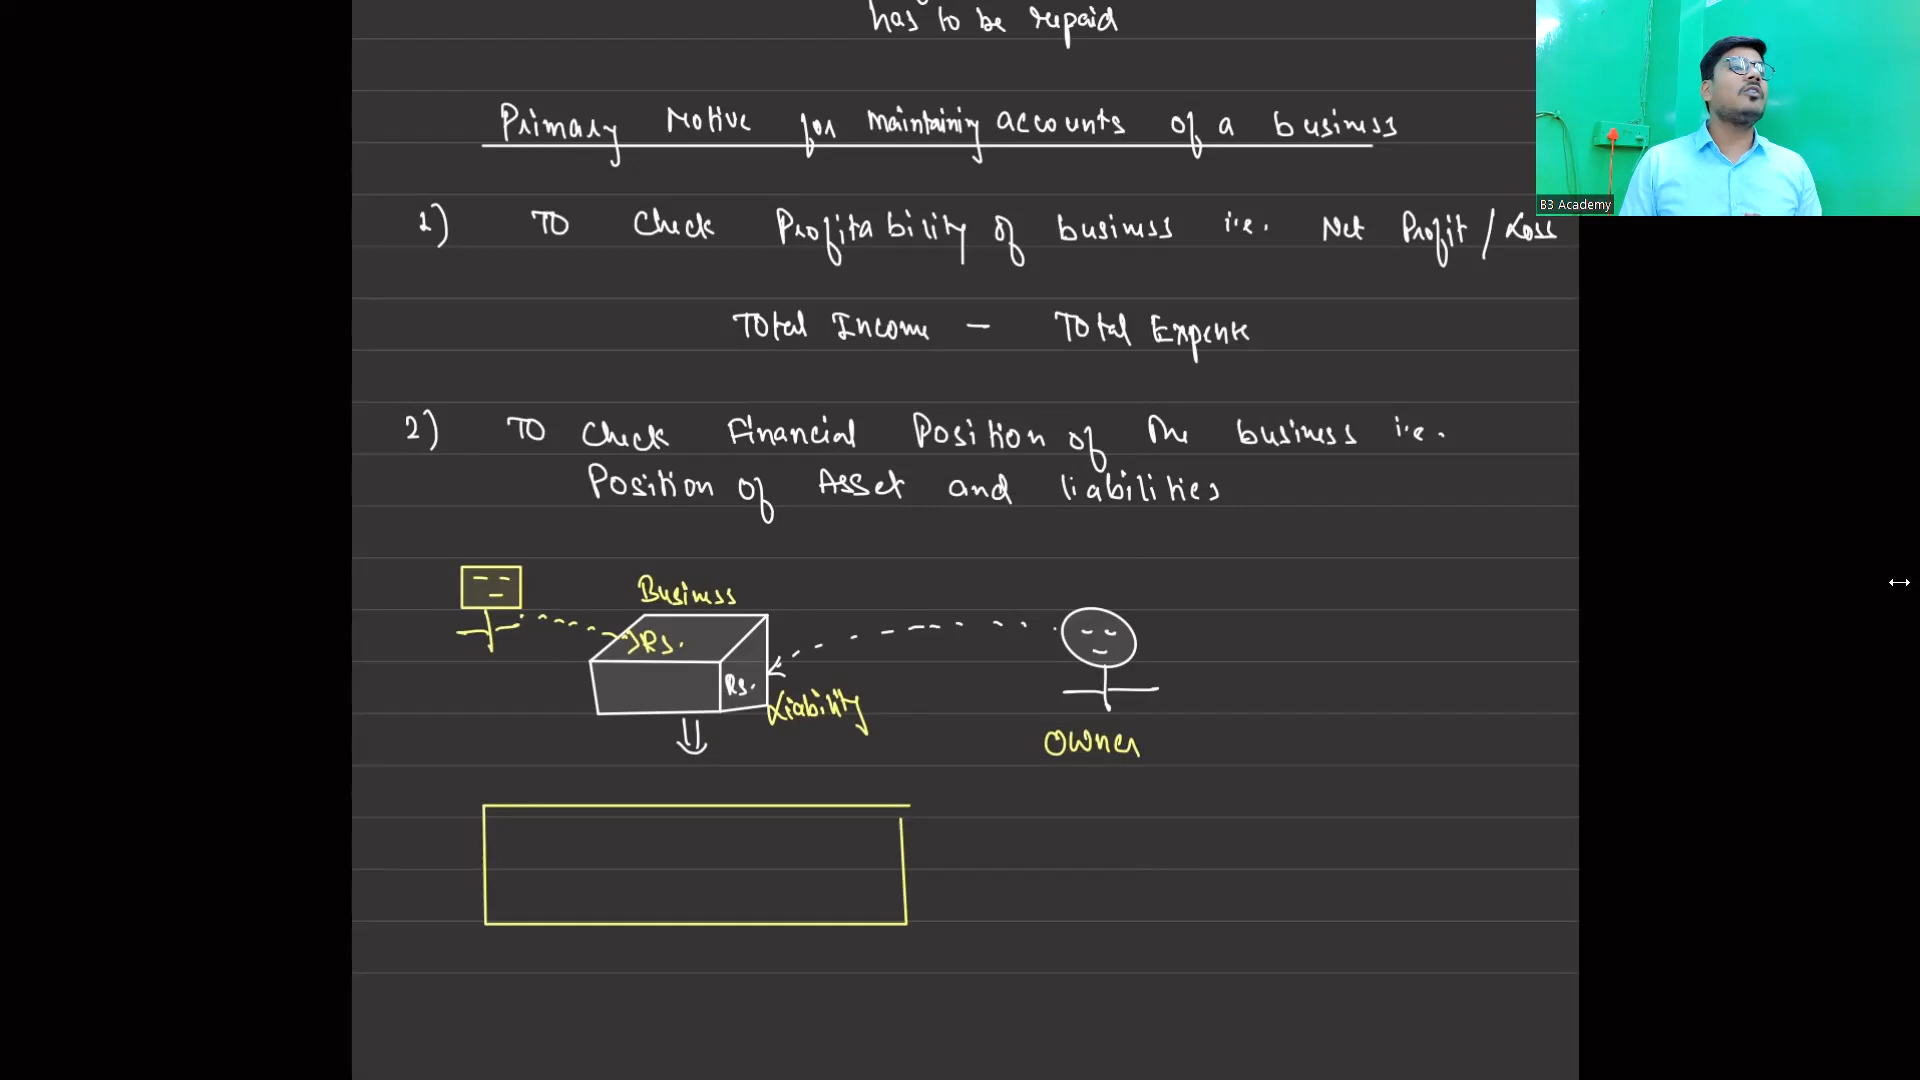 has to be repaid
Primary Motive for maintaining accounts of a business
B3 Academy
1) TO Check Profitability of business i.e. Net Profit / Loss
Total Income — Total Expense
2) TO Check Financial Position of the business i.e.
Position of Asset and liabilities
Business
Rs.
Rs.
Liability
Owner